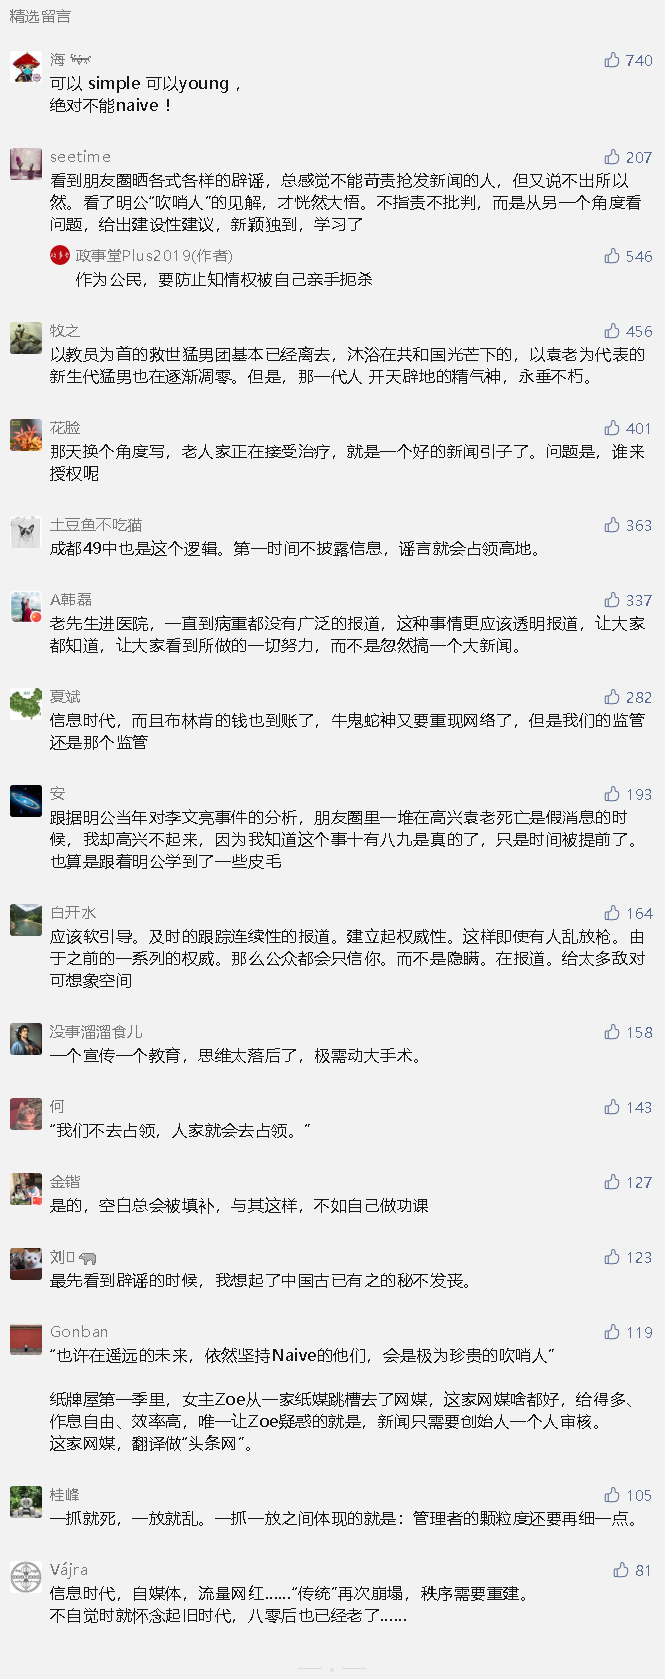 精选留言
海
740
可以 simple 可以young ，
绝对不能naive！
seetime
207
看到朋友圈晒各式各样的辟谣，总感觉不能苛责抢发新闻的人，但又说不出所以
然。看了明公“吹哨人”的见解，才恍然大悟。不指责不批判，而是从另一个角度看
问题，给出建设性建议，新颖独到，学习了
政事堂Plus2019(作者)
546
作为公民，要防止知情权被自己亲手扼杀
牧之
456
以教员为首的救世猛男团基本已经离去，沐浴在共和国光芒下的，以袁老为代表的
新生代猛男也在逐渐凋零。但是，那一代人 开天辟地的精气神，永垂不朽。
花脸
401
那天换个角度写，老人家正在接受治疗，就是一个好的新闻引子了。问题是，谁来
授权呢
土豆鱼不吃猫
363
成都49中也是这个逻辑。第一时间不披露信息，谣言就会占领高地。
A韩磊
337
老先生进医院，一直到病重都没有广泛的报道，这种事情更应该透明报道，让大家
都知道，让大家看到所做的一切努力，而不是忽然搞一个大新闻。
夏斌
282
信息时代，而且布林肯的钱也到账了，牛鬼蛇神又要重现网络了，但是我们的监管
还是那个监管
安
193
跟据明公当年对李文亮事件的分析，朋友圈里一堆在高兴袁老死亡是假消息的时
候，我却高兴不起来，因为我知道这个事十有八九是真的了，只是时间被提前了。
也算是跟着明公学到了一些皮毛
白开水
164
应该软引导。及时的跟踪连续性的报道。建立起权威性。这样即使有人乱放枪。由
于之前的一系列的权威。那么公众都会只信你。而不是隐瞒。在报道。给太多敌对
可想象空间
没事溜溜食儿
158
一个宣传一个教育，思维太落后了，极需动大手术。
何
143
“我们不去占领，人家就会去占领。”
金锴
127
是的，空白总会被填补，与其这样，不如自己做功课
刘
123
最先看到辟谣的时候，我想起了中国古已有之的秘不发丧。
Gonban
119
“也许在遥远的未来，依然坚持Naive的他们，会是极为珍贵的吹哨人”
纸牌屋第一季里，女主Zoe从一家纸媒跳槽去了网媒，这家网媒啥都好，给得多、
作息自由、效率高，唯一让Zoe疑惑的就是，新闻只需要创始人一个人审核。
这家网媒，翻译做“头条网”。
桂峰
105
一抓就死，一放就乱。一抓一放之间体现的就是：管理者的颗粒度还要再细一点。
Vájra
81
信息时代，自媒体，流量网红......“传统”再次崩塌，秩序需要重建。
不自觉时就怀念起旧时代，八零后也已经老了......